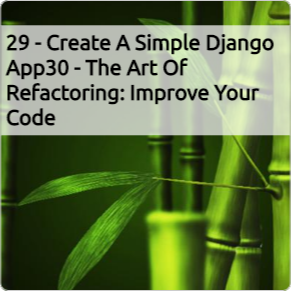 29 - Create A Simple Django
App30 - The Art Of
Refactoring: Improve Your
Code